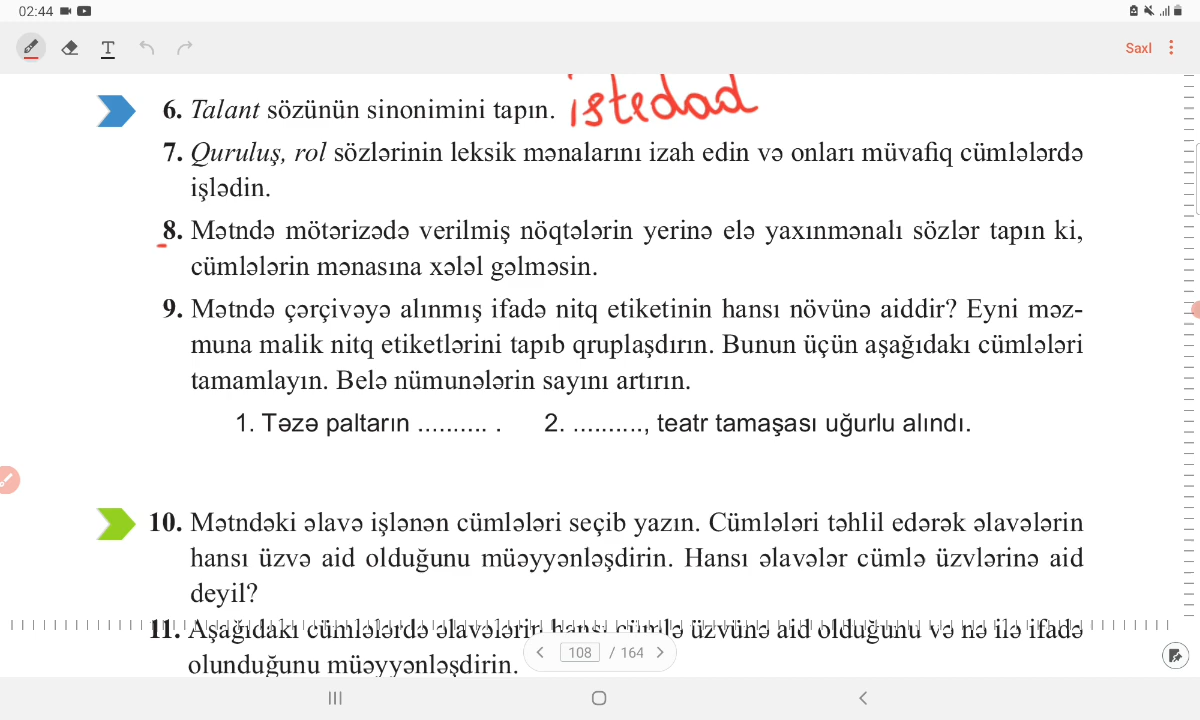 02:44
Saxl
6. Talant sözünün sinonimini tapın. istedad
7. Quruluş, rol sözlərinin leksik mənalarını izah edin və onları müvafiq cümlələrdə
işlədin.
8. Mətndə mötərizədə verilmiş nöqtələrin yerinə elə yaxınmənalı sözlər tapın ki,
cümlələrin mənasına xələl gəlməsin.
9. Mətndə çərçivəyə alınmış ifadə nitq etiketinin hansı növünə aiddir? Eyni məz-
muna malik nitq etiketlərini tapıb qruplaşdırın. Bunun üçün aşağıdakı cümlələri
tamamlayın. Belə nümunələrin sayını artırın.
1. Təzə paltarın .......... . 2. .........., teatr tamaşası uğurlu alındı.
10. Mətndəki əlavə işlənən cümlələri seçib yazın. Cümlələri təhlil edərək əlavələrin
hansı üzvə aid olduğunu müəyyənləşdirin. Hansı əlavələr cümlə üzvlərinə aid
deyil?
11. Aşağıdakı cümlələrdə əlavələrin hansı cümlə üzvünə aid olduğunu və nə ilə ifadə
olunduğunu müəyyənləşdirin.
108 / 164